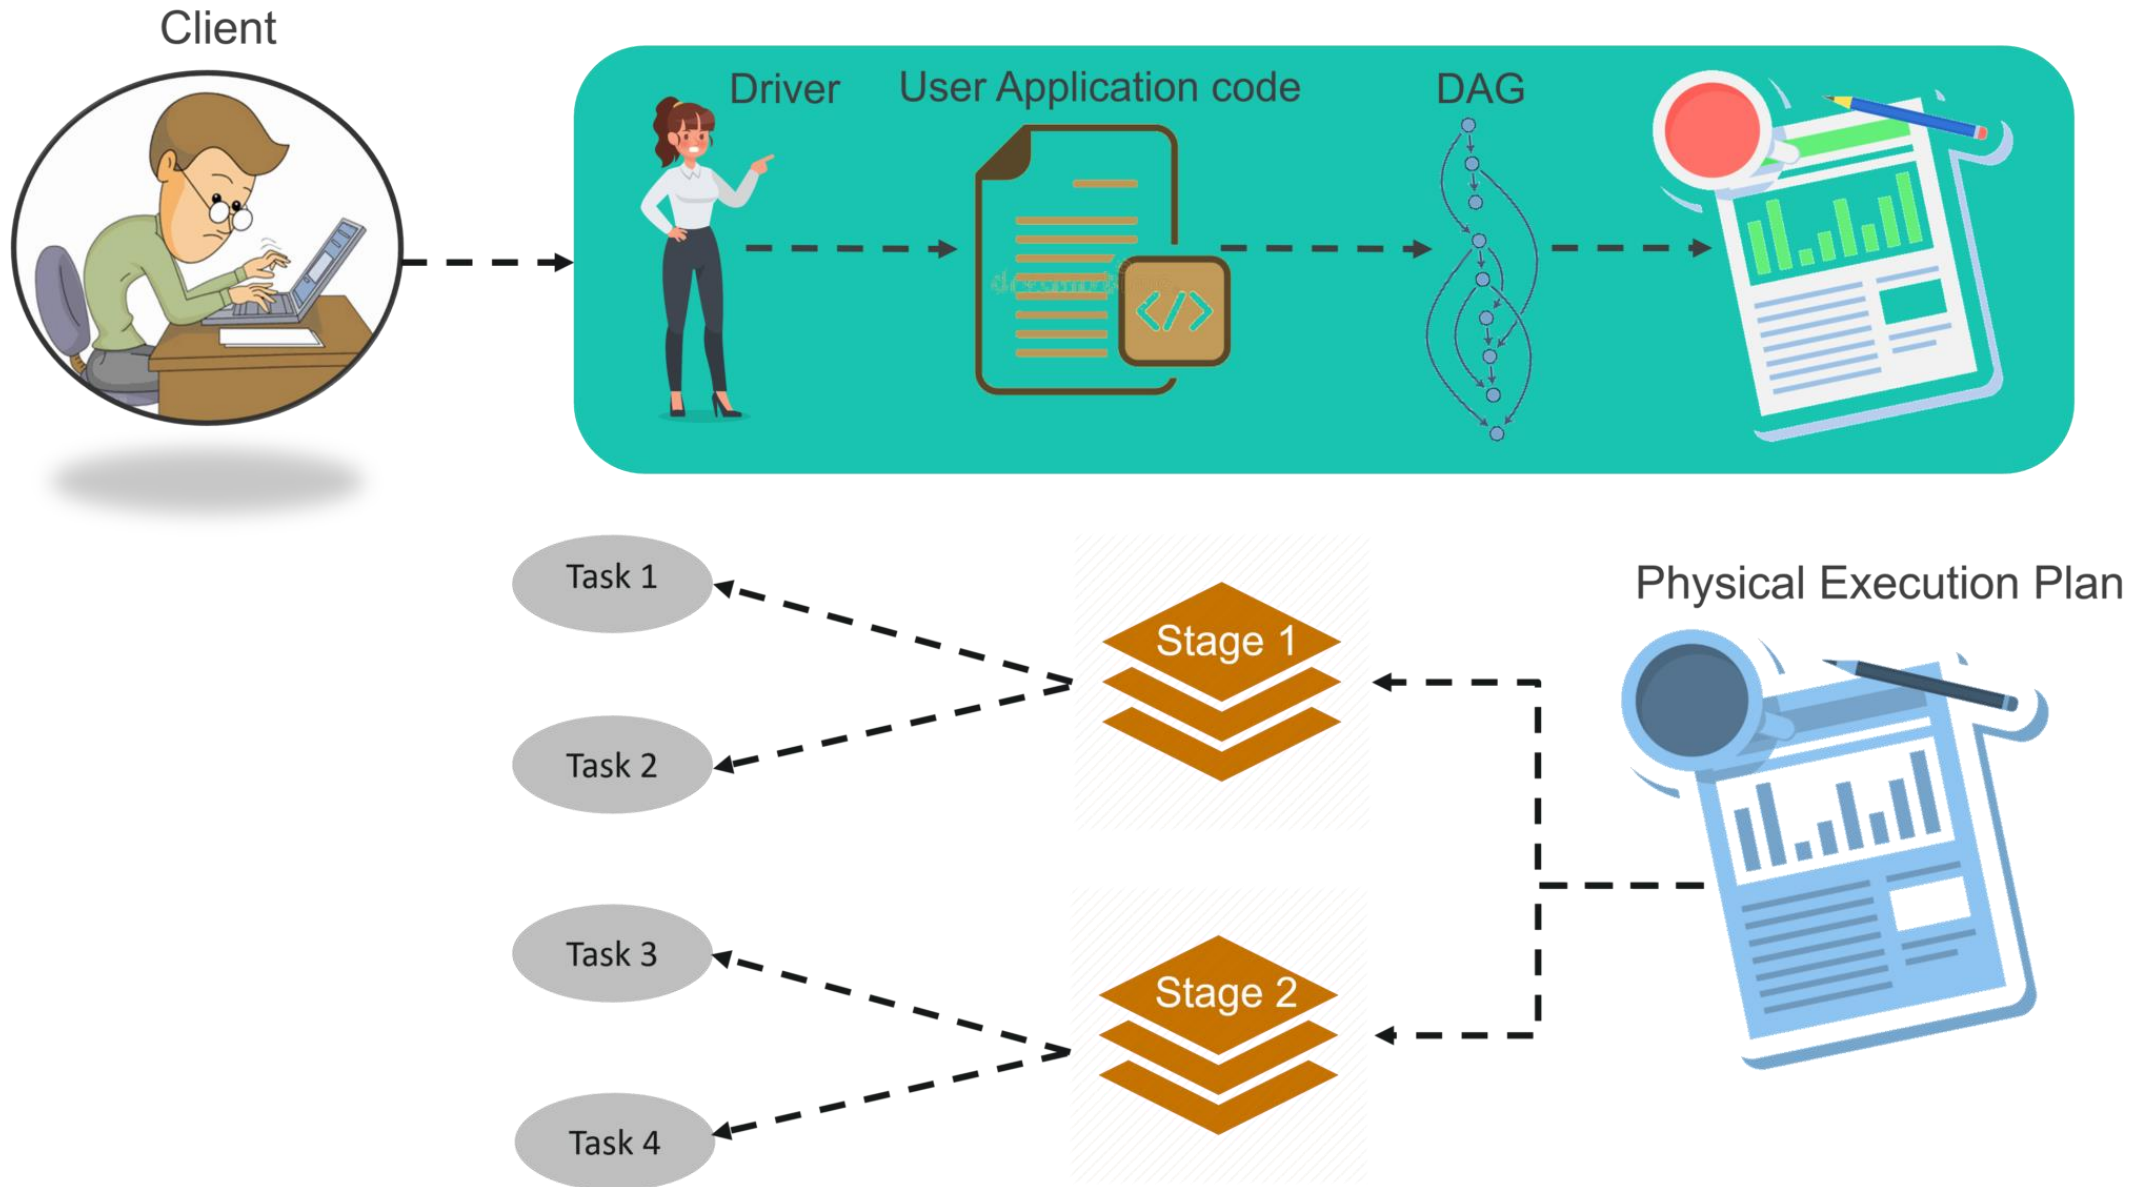 Client
Driver
User Application code
DAG
Physical Execution Plan
Task 1
Stage 1
Task 2
Task 3
Stage 2
Task 4